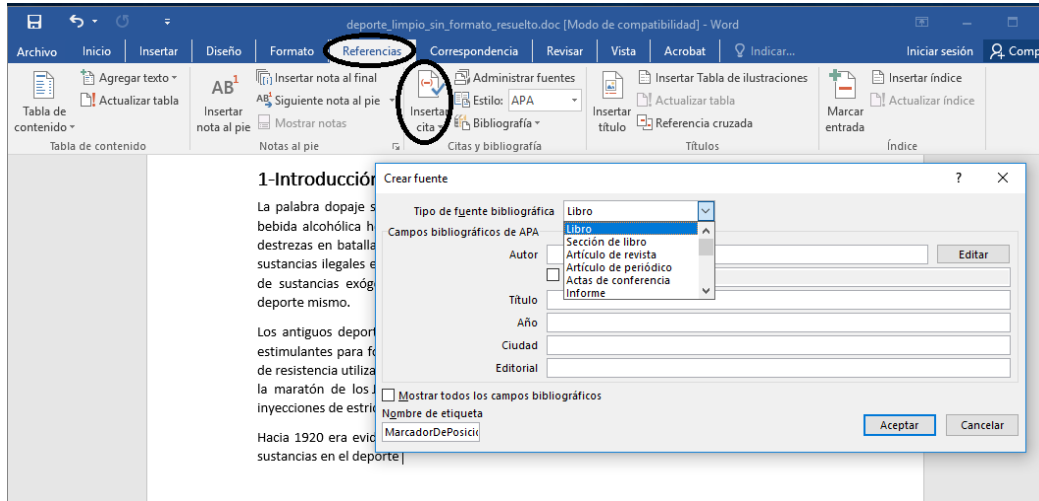 deporte_limpio_sin_formato_resuelto.doc [Modo de compatibilidad] - Word
Archivo Inicio Insertar Diseño Formato Referencias Correspondencia Revisar Vista Acrobat Indicar... Iniciar sesión Comp
Tabla de
contenido
Agregar texto
Actualizar tabla
Tabla de contenido
AB1
Insertar
nota al pie
Insertar nota al final
Siguiente nota al pie
Mostrar notas
Notas al pie
Insertar
cita
Administrar fuentes
Estilo: APA
Bibliografía
Citas y bibliografía
Insertar
título
Insertar Tabla de ilustraciones
Actualizar tabla
Referencia cruzada
Títulos
Marcar
entrada
Insertar índice
Actualizar índice
Índice
1-Introducción
La palabra dopaje s
bebida alcohólica h
destrezas en batalla
sustancias ilegales e
de sustancias exóg
deporte mismo.
Los antiguos deport
estimulantes para fo
de resistencia utiliza
la maratón de los J
inyecciones de estric
Hacia 1920 era evid
sustancias en el deporte
Crear fuente ? X
Tipo de fuente bibliográfica Libro
Libro
Sección de libro
Artículo de revista
Artículo de periódico
Actas de conferencia
Informe
Campos bibliográficos de APA
Autor Editar
Título
Año
Ciudad
Editorial
Mostrar todos los campos bibliográficos
Nombre de etiqueta
MarcadorDePosici
Aceptar Cancelar